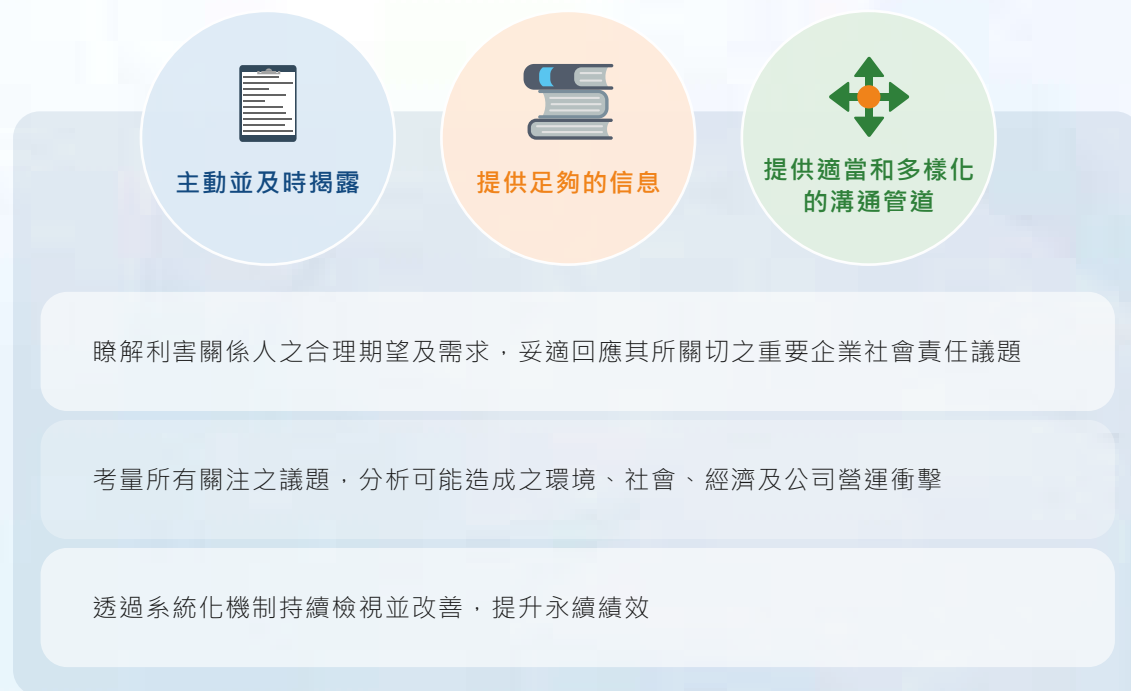 主動並及時揭露
提供足夠的信息
提供適當和多樣化
的溝通管道
瞭解利害關係人之合理期望及需求，妥適回應其所關切之重要企業社會責任議題
考量所有關注之議題，分析可能造成之環境、社會、經濟及公司營運衝擊
透過系統化機制持續檢視並改善，提升永續績效